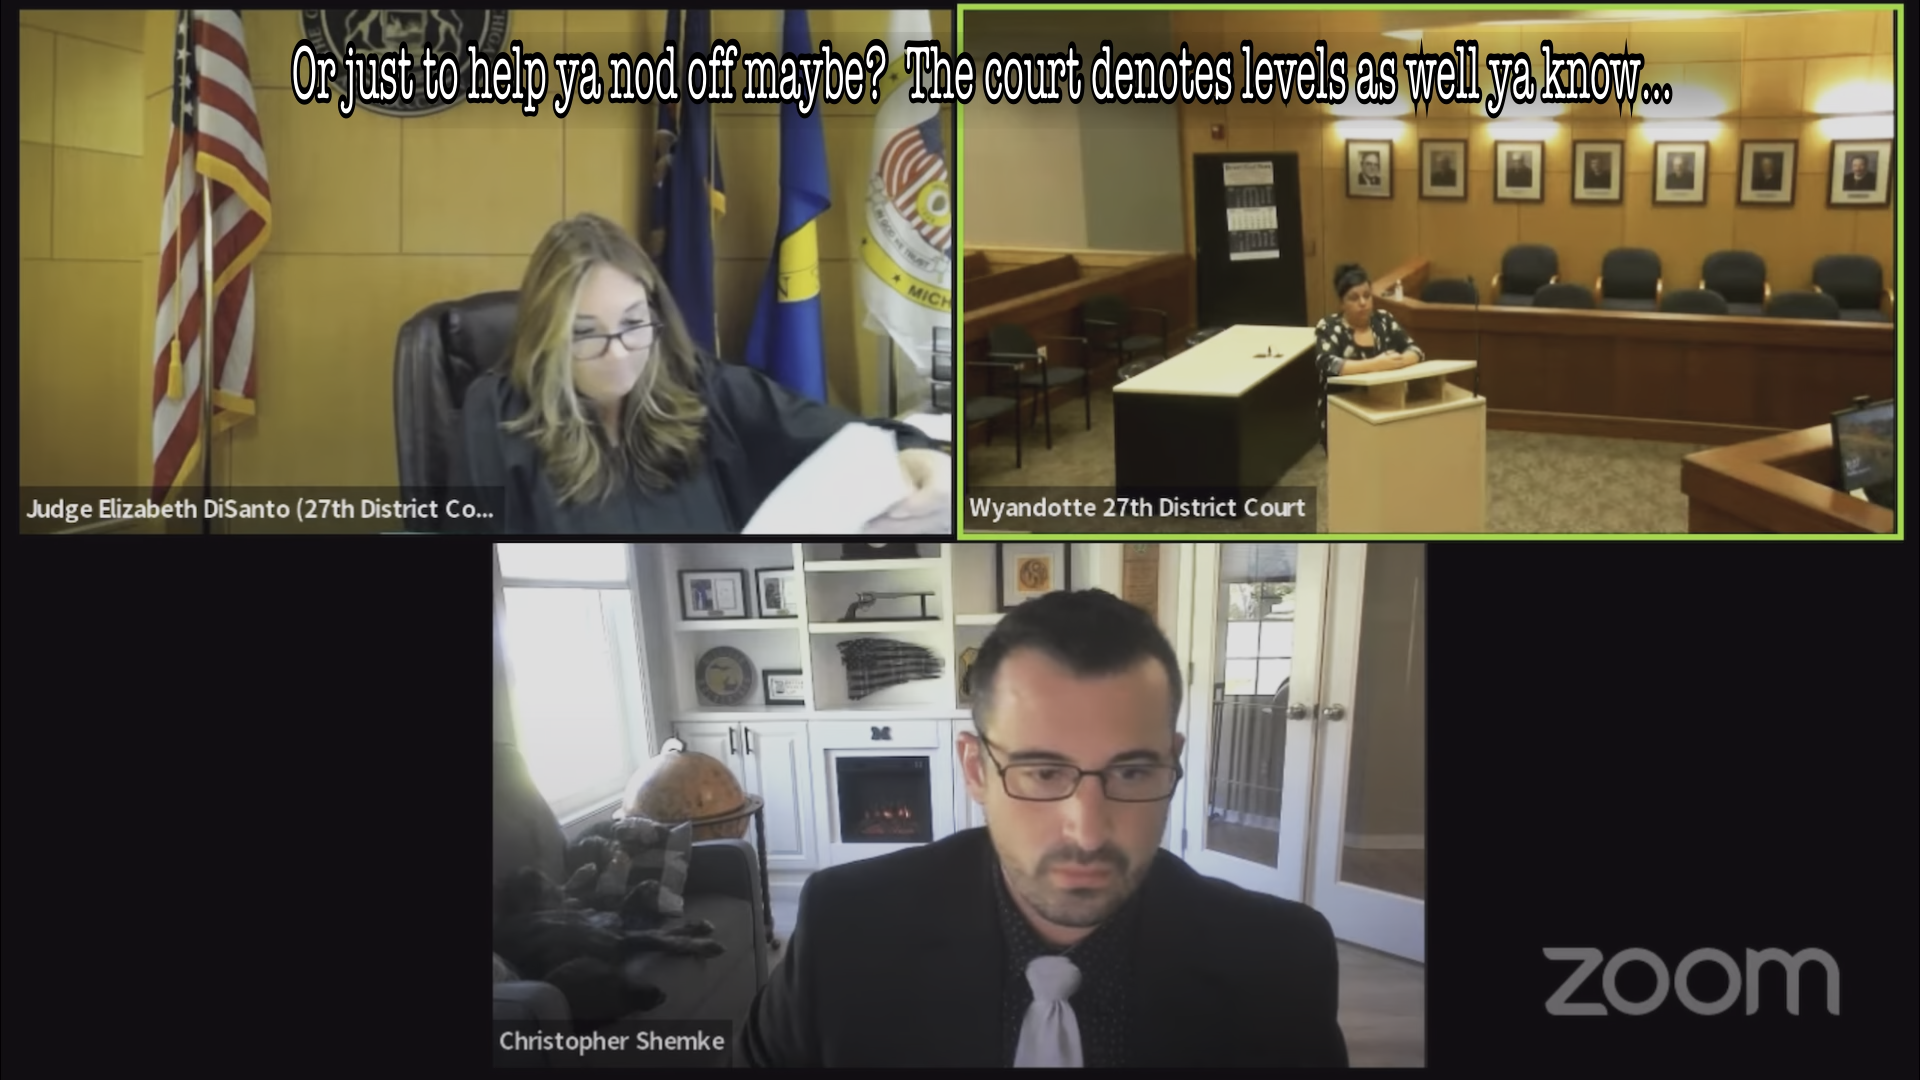 Or just to help ya nod off maybe? The court denotes levels as well ya know...
MICH
Judge Elizabeth DiSanto (27th District Co...
Wyandotte 27th District Court
M
Christopher Shemke
zoom